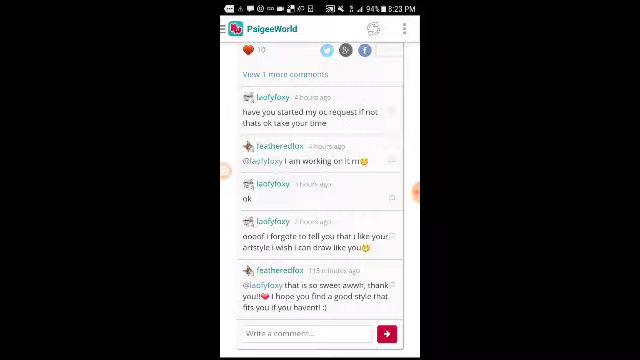 94% 8:23 PM
PaigeeWorld
10
View 1 more comments
laofyfoxy 4 hours ago
have you started my oc request if not
thats ok take your time
featheredfox 4 hours ago
@laofyfoxy I am working on it rn
laofyfoxy hours ago
ok
laofyfoxy 2 hours ago
oooof i forgote to tell you that i like your
artstyle i wish i can draw like you
featheredfox 113 minutes ago
@laofyfoxy that is so sweet awwh, thank
you!! I hope you find a good style that
fits you if you havent! :)
Write a comment...